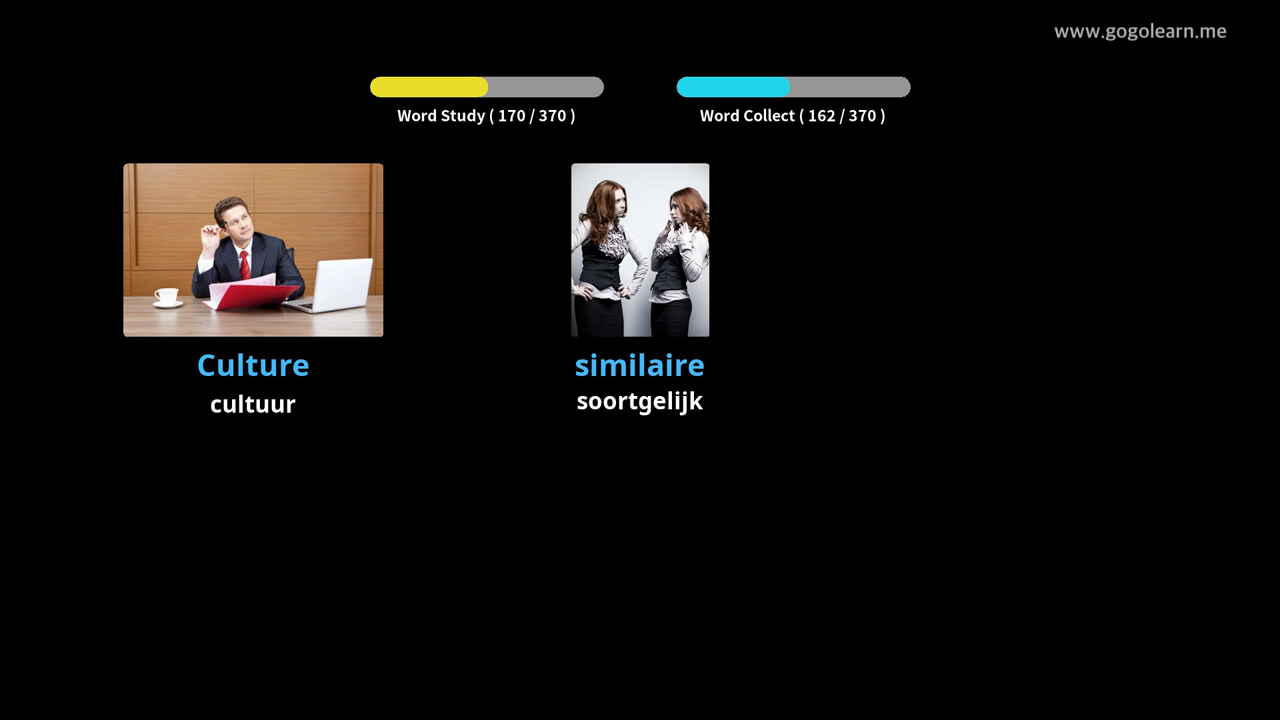 www.gogolearn.me
Word Study ( 170 / 370 )
Word Collect ( 162 / 370 )
Culture
cultuur
similaire
soortgelijk